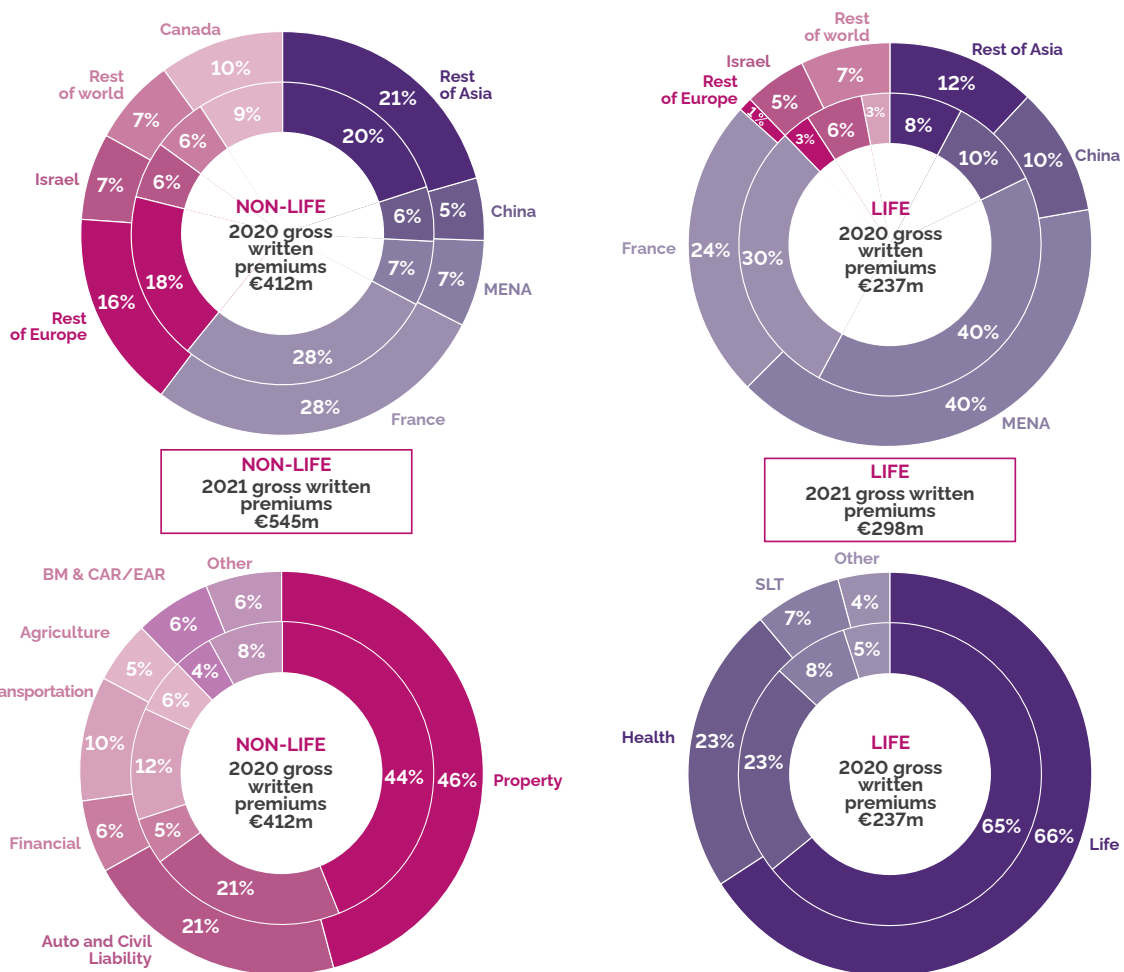 Canada
10%
9%
Rest
of world
7%
6%
Israel
7%
6%
Rest
of Europe
16%
18%
Rest
of Asia
21%
20%
China
5%
6%
MENA
7%
7%
France
28%
28%
NON-LIFE
2020 gross
written
premiums
€412m
NON-LIFE
2021 gross written
premiums
€545m
Rest
of world
7%
3%
Israel
5%
6%
Rest
of Europe
1%
3%
Rest of Asia
12%
8%
China
10%
10%
France
24%
30%
MENA
40%
40%
LIFE
2020 gross
written
premiums
€237m
LIFE
2021 gross written
premiums
€298m
Other
6%
8%
BM & CAR/EAR
6%
4%
Agriculture
5%
6%
ansportation
10%
12%
Financial
6%
5%
Auto and Civil
Liability
21%
21%
Property
46%
44%
NON-LIFE
2020 gross
written
premiums
€412m
Other
4%
5%
SLT
7%
8%
Health
23%
23%
Life
66%
65%
LIFE
2020 gross
written
premiums
€237m